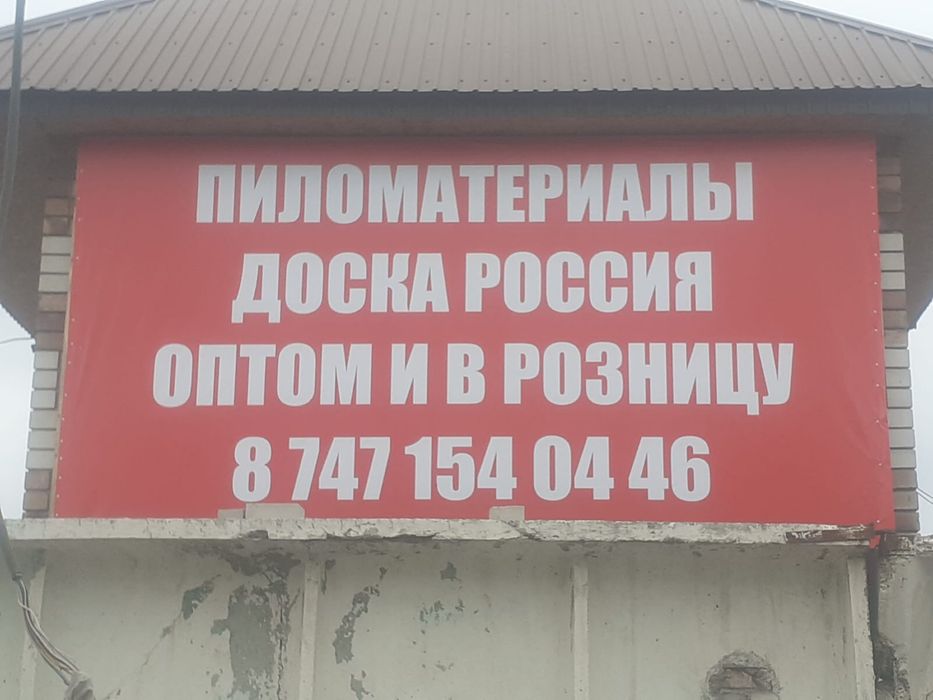 ПИЛОМАТЕРИАЛЫ
ДОСКА РОССИЯ
ОПТОМ И В РОЗНИЦУ
8 747 154 04 46